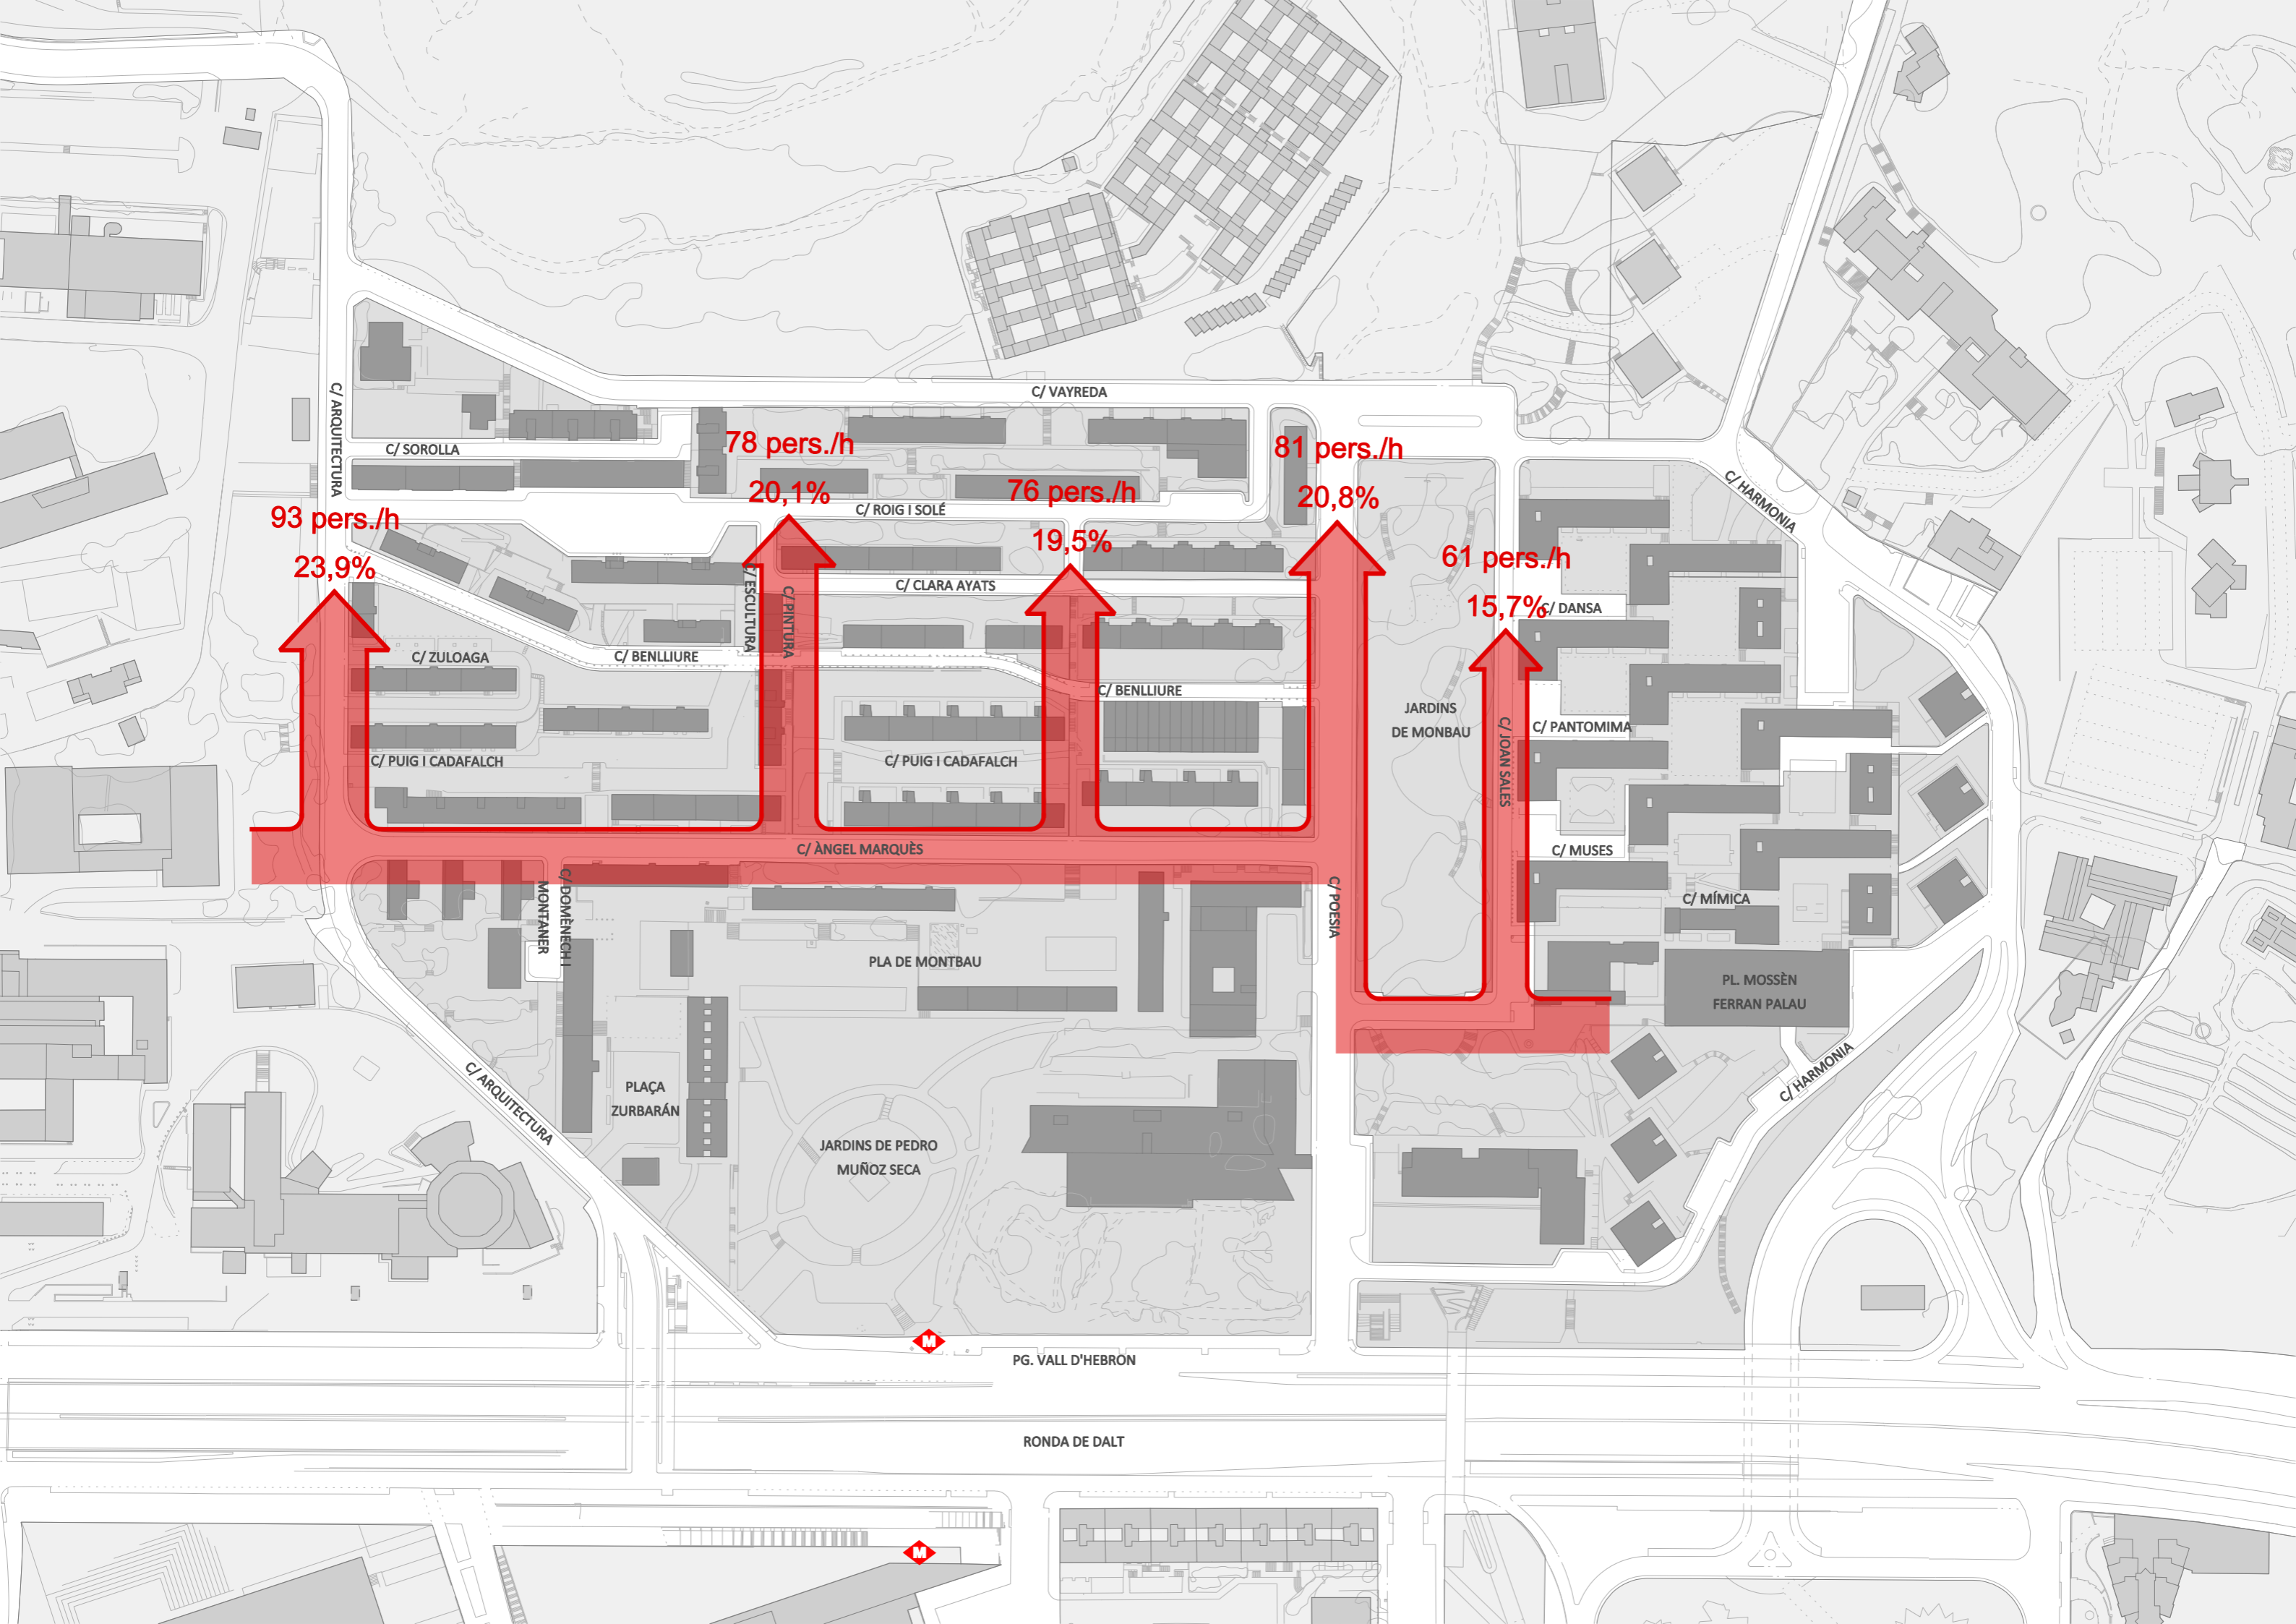 C/ VAYREDA
C/ ARQUITECTURA
C/ SOROLLA
78 pers./h
20,1%
81 pers./h
20,8%
76 pers./h
19,5%
C/ ROIG I SOLÉ
C/ HARMONIA
93 pers./h
23,9%
61 pers./h
15,7%
C/ CLARA AYATS
C/ ESCULTURA
C/ PINTURA
C/ DANSA
C/ ZULOAGA
C/ BENLLIURE
C/ BENLLIURE
JARDINS
DE MONBAU
C/ JOAN SALES
C/ PANTOMIMA
C/ PUIG I CADAFALCH
C/ PUIG I CADAFALCH
C/ ÀNGEL MARQUÈS
C/ MUSES
C/ DOMÈNECH I
MONTANER
C/ POESIA
C/ MÍMICA
PLA DE MONTBAU
PL. MOSSÈN
FERRAN PALAU
C/ ARQUITECTURA
PLAÇA
ZURBARÁN
C/ HARMONIA
JARDINS DE PEDRO
MUÑOZ SECA
M
PG. VALL D'HEBRON
RONDA DE DALT
M